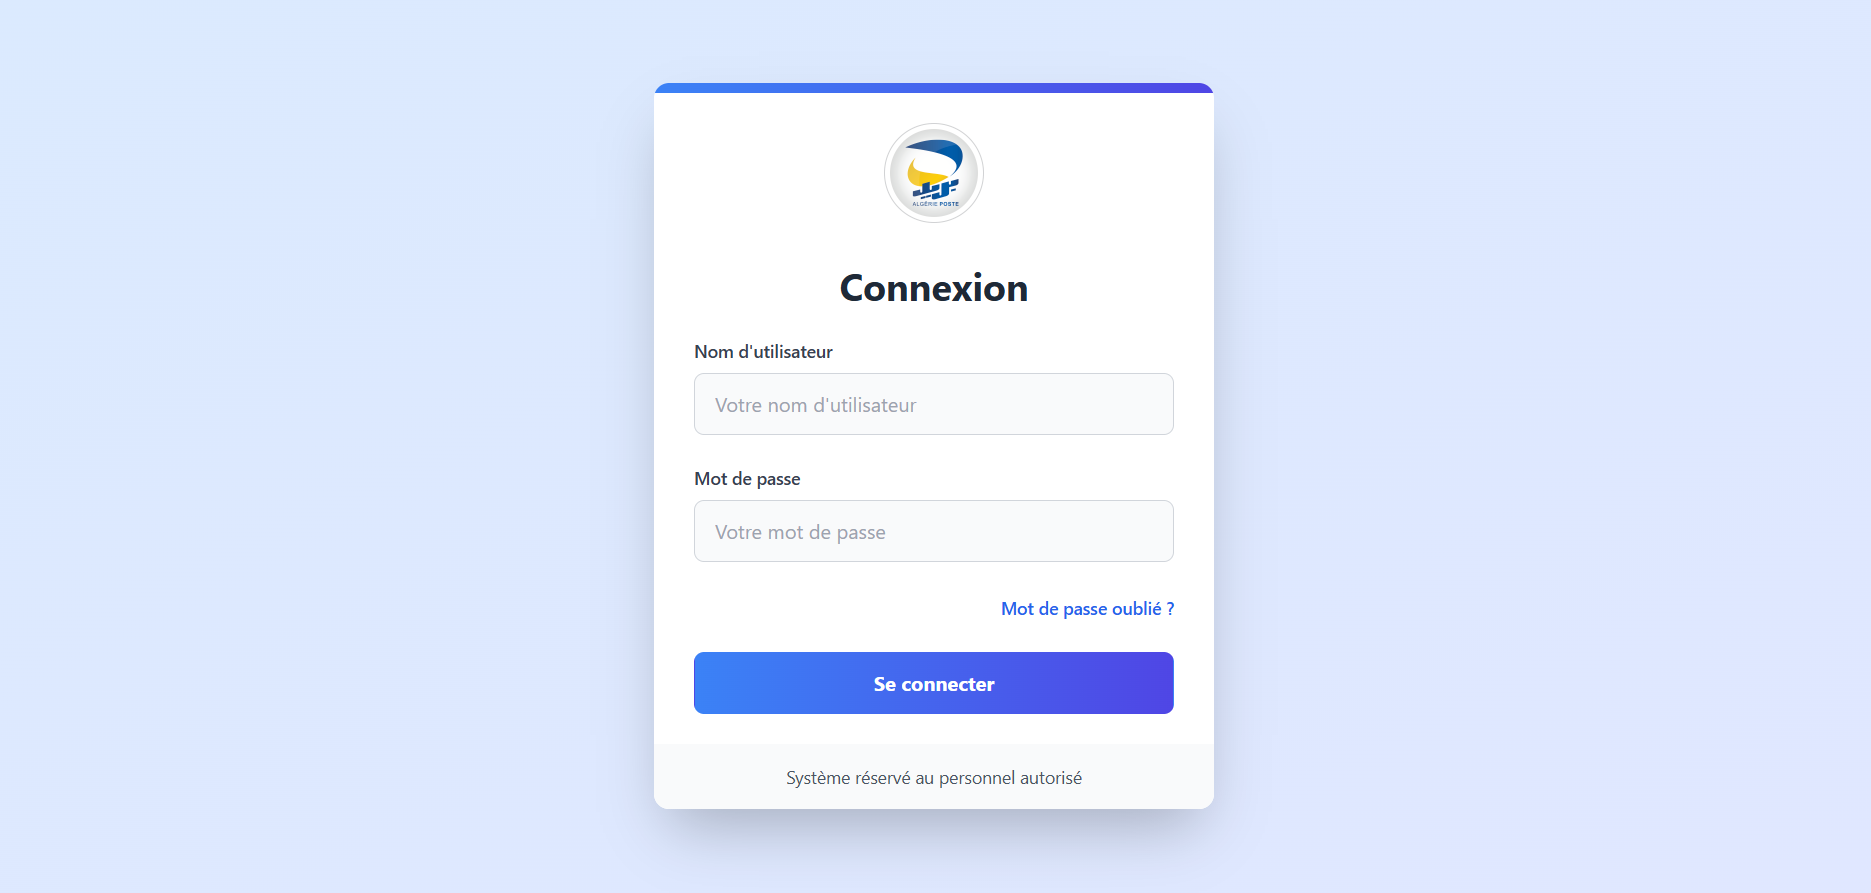 ALGÉRIE POSTE
Connexion
Nom d'utilisateur
Votre nom d'utilisateur
Mot de passe
Votre mot de passe
Mot de passe oublié ?
Se connecter
Système réservé au personnel autorisé